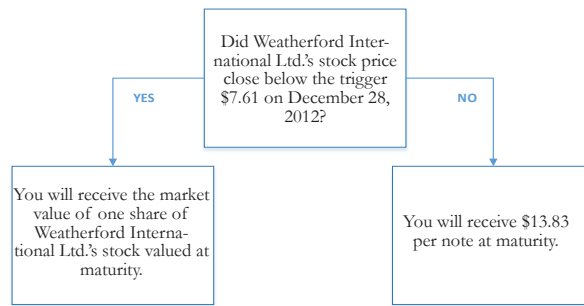 Did Weatherford Inter-
national Ltd.'s stock price
close below the trigger
$7.61 on December 28,
2012?
YES
NO
You will receive the market
value of one share of
Weatherford Interna-
tional Ltd.'s stock valued at
maturity.
You will receive $13.83
per note at maturity.